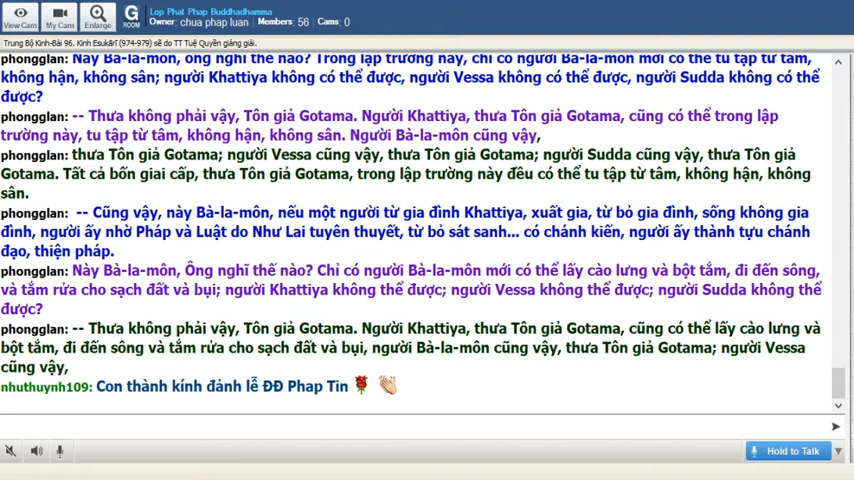 Lop Phat Phap Buddhadhamma
Owner: chua phap luan Members: 56 Cams: 0
View Cam My Cam Enlarge G ROOM
Trung Bộ Kinh-Bài 96. Kinh Esukārī (974-979) sẽ do TT Tuệ Quyền giảng giải.
phongglan: Này Bà-la-môn, ông nghĩ thế nào? Trong lập trường này, chỉ có người Bà-la-môn mới có thể tu tập từ tâm,
không hận, không sân; người Khattiya không có thể được, người Vessa không có thể được, người Sudda không có thể
được?
phongglan: -- Thưa không phải vậy, Tôn giả Gotama. Người Khattiya, thưa Tôn giả Gotama, cũng có thể trong lập
trường này, tu tập từ tâm, không hận, không sân. Người Bà-la-môn cũng vậy,
phongglan: thưa Tôn giả Gotama; người Vessa cũng vậy, thưa Tôn giả Gotama; người Sudda cũng vậy, thưa Tôn giả
Gotama. Tất cả bốn giai cấp, thưa Tôn giả Gotama, trong lập trường này đều có thể tu tập từ tâm, không hận, không
sân.
phongglan: -- Cũng vậy, này Bà-la-môn, nếu một người từ gia đình Khattiya, xuất gia, từ bỏ gia đình, sống không gia
đình, người ấy nhờ Pháp và Luật do Như Lai tuyên thuyết, từ bỏ sát sanh... có chánh kiến, người ấy thành tựu chánh
đạo, thiện pháp.
phongglan: Này Bà-la-môn, Ông nghĩ thế nào? Chỉ có người Bà-la-môn mới có thể lấy cào lưng và bột tắm, đi đến sông,
và tắm rửa cho sạch đất và bụi; người Khattiya không thể được; người Vessa không thể được; người Sudda không thể
được?
phongglan: -- Thưa không phải vậy, Tôn giả Gotama. Người Khattiya, thưa Tôn giả Gotama, cũng có thể lấy cào lưng và
bột tắm, đi đến sông và tắm rửa cho sạch đất và bụi, người Bà-la-môn cũng vậy, thưa Tôn giả Gotama; người Vessa
cũng vậy,
nhuthuynh109: Con thành kính đảnh lễ ĐĐ Phap Tin
Hold to Talk